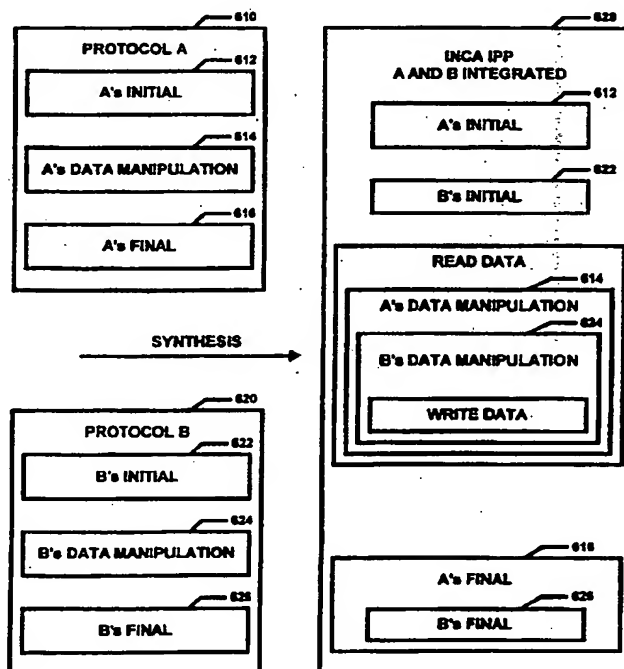 610
PROTOCOL A
612
A's INITIAL
614
A's DATA MANIPULATION
616
A's FINAL
SYNTHESIS
620
PROTOCOL B
622
B's INITIAL
624
B's DATA MANIPULATION
626
B's FINAL
628
INCA IPP
A AND B INTEGRATED
612
A's INITIAL
622
B's INITIAL
READ DATA
614
A's DATA MANIPULATION
624
B's DATA MANIPULATION
WRITE DATA
616
A's FINAL
626
B's FINAL